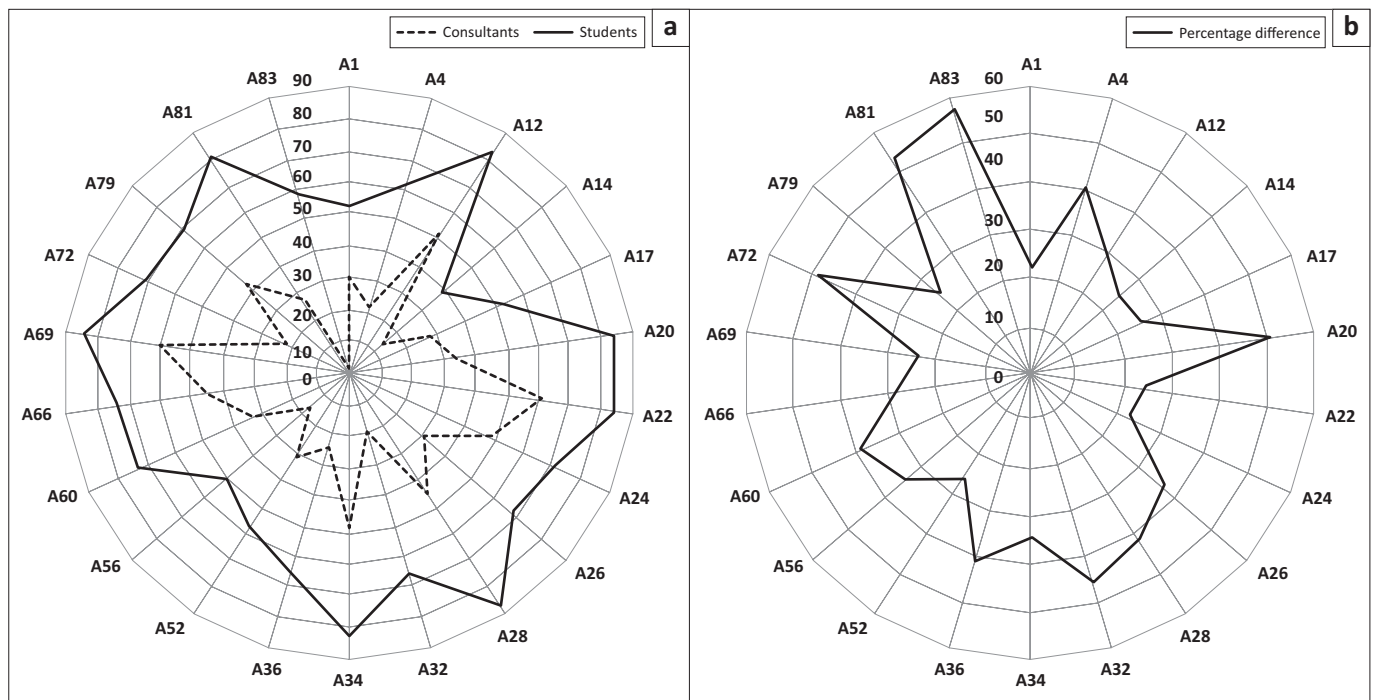 Consultants Students a
90 A1
A83 A4
A81 80 A12
70
A79 60 A14
50
A72 40 A17
30
A69 20 A20
10
0
A66 A22
A60 A24
A56 A26
A52 A28
A36 A32
A34
Percentage difference b
60 A1
A83 A4
A81 50 A12
40
A79 A14
30
A72 A17
20
A69 10 A20
0
A66 A22
A60 A24
A56 A26
A52 A28
A36 A32
A34